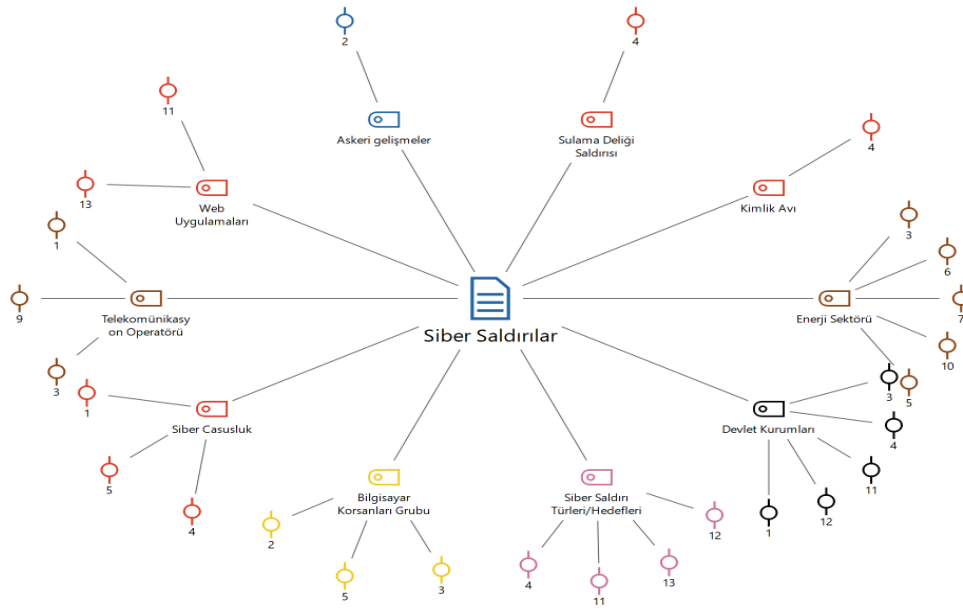 2
4
11
Askeri gelişmeler
Sulama Deliği
Saldırısı
4
13
Web
Uygulamaları
Kimlik Avı
1
3
6
9
Telekomünikasy
on Operatörü
Siber Saldırılar
Enerji Sektörü
7
10
3
1
Siber Casusluk
Devlet Kurumları
3
5
4
5
4
11
Bilgisayar
Korsanları Grubu
Siber Saldırı
Türleri/Hedefleri
2
5
3
4
11
13
12
1
12